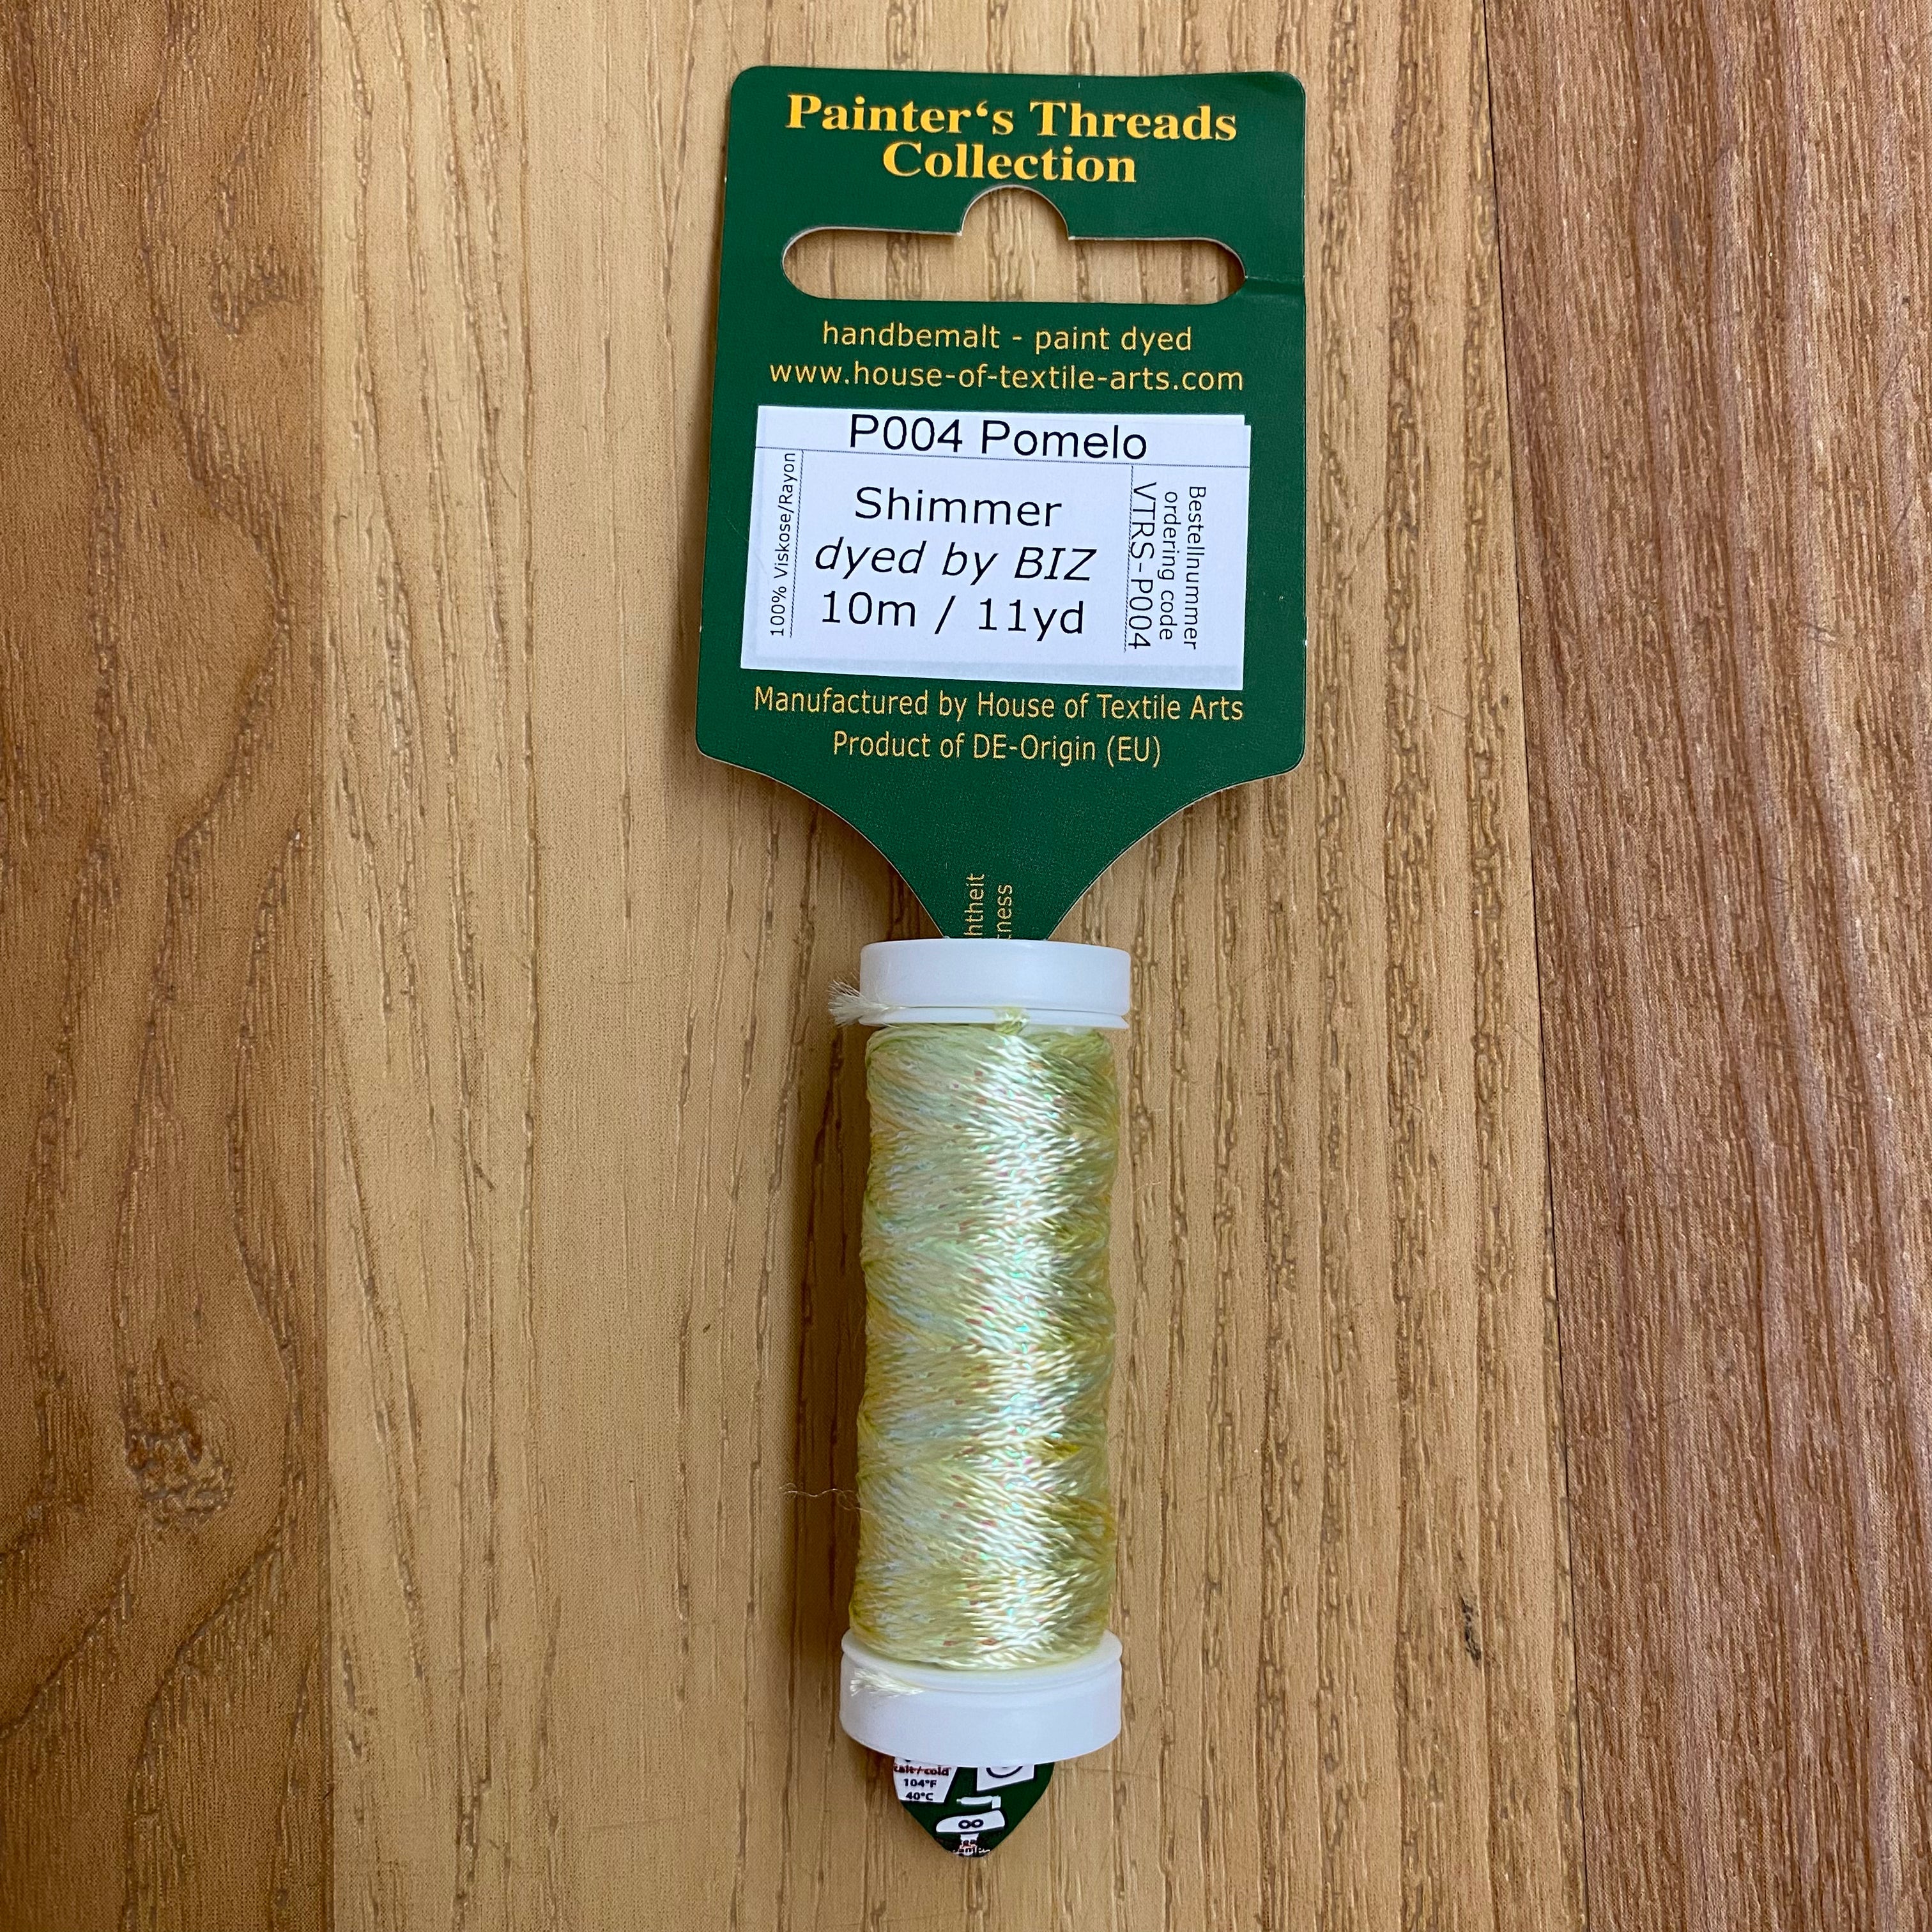 Painter‘s Threads
Collection
handbemalt - paint dyed
www.house-of-textile-arts.com
P004 Pomelo
100% Viskose/Rayon
Shimmer
dyed by BIZ
10m / 11yd
Bestellnummer
ordering code
VTRS-P004
Manufactured by House of Textile Arts
Product of DE-Origin (EU)
kalt / cold
104°F
40°C